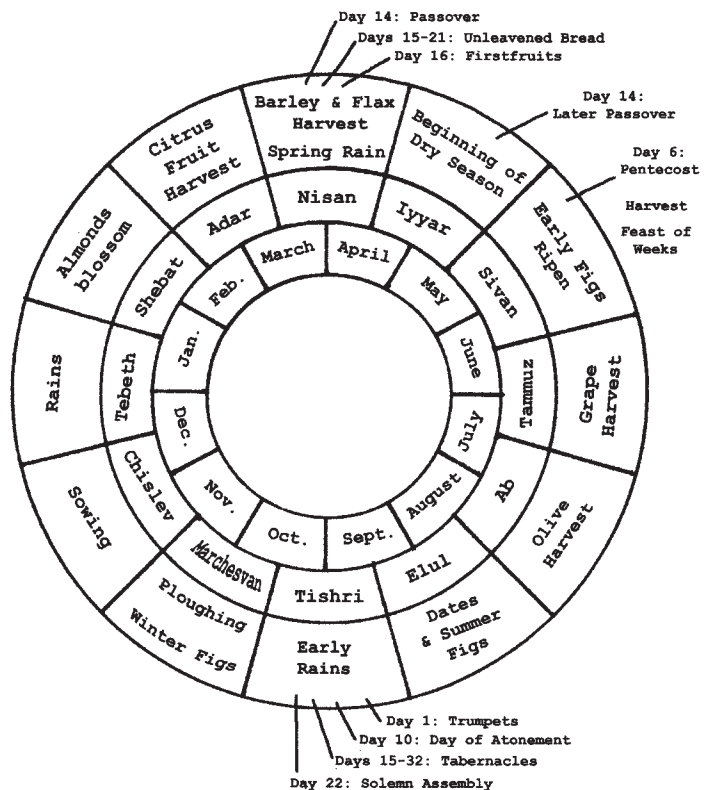 Day 14: Passover
Days 15-21: Unleavened Bread
Day 16: Firstfruits
Day 14:
Later Passover
Day 6:
Pentecost
Harvest
Feast of
Weeks
Barley & Flax
Harvest
Spring Rain
Beginning of
Dry Season
Early Figs
Ripen
Grape
Harvest
Olive
Harvest
Dates
& Summer
Figs
Early
Rains
Ploughing
Winter Figs
Sowing
Rains
Almonds
blossom
Citrus
Fruit
Harvest
Nisan
Iyyar
Sivan
Tammuz
Ab
Elul
Tishri
Marchesvan
Chislev
Tebeth
Shebat
Adar
March
April
May
June
July
August
Sept.
Oct.
Nov.
Dec.
Jan.
Feb.
Day 1: Trumpets
Day 10: Day of Atonement
Days 15-32: Tabernacles
Day 22: Solemn Assembly